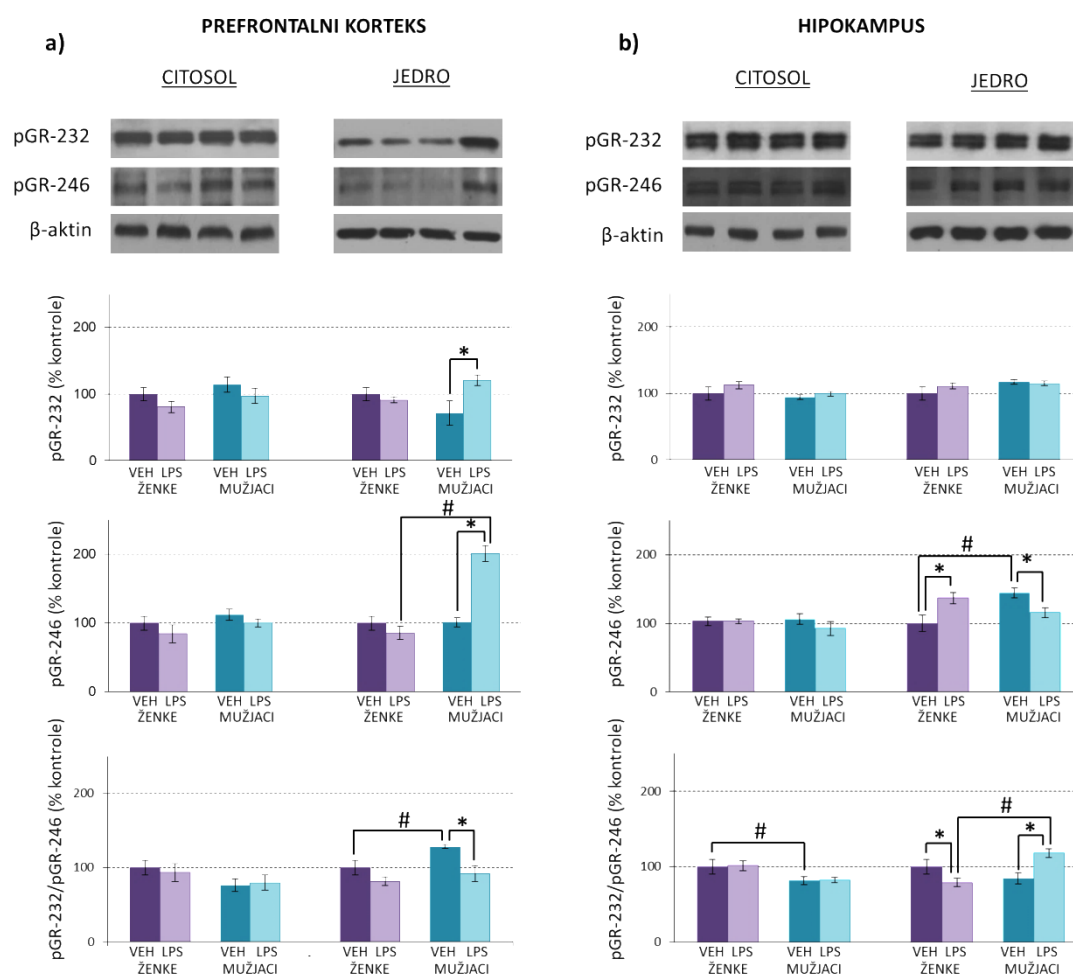 PREFRONTALNI KORTEKS
a)
CITOSOL
JEDRO
pGR-232
pGR-246
β-aktin
pGR-232 (% kontrole)
200
100
0
*
VEH LPS VEH LPS VEH LPS VEH LPS
ŽENKE MUŽJACI ŽENKE MUŽJACI
pGR-246 (% kontrole)
200
100
0
#
*
VEH LPS VEH LPS VEH LPS VEH LPS
ŽENKE MUŽJACI ŽENKE MUŽJACI
pGR-232/pGR-246 (% kontrole)
200
100
0
#
*
VEH LPS VEH LPS VEH LPS VEH LPS
ŽENKE MUŽJACI ŽENKE MUŽJACI
HIPOKAMPUS
b)
CITOSOL
JEDRO
pGR-232
pGR-246
β-aktin
pGR-232 (% kontrole)
200
100
0
VEH LPS VEH LPS VEH LPS VEH LPS
ŽENKE MUŽJACI ŽENKE MUŽJACI
pGR-246 (% kontrole)
200
100
0
#
* *
VEH LPS VEH LPS VEH LPS VEH LPS
ŽENKE MUŽJACI ŽENKE MUŽJACI
pGR-232/pGR-246 (% kontrole)
200
100
0
# #
* *
VEH LPS VEH LPS VEH LPS VEH LPS
ŽENKE MUŽJACI ŽENKE MUŽJACI